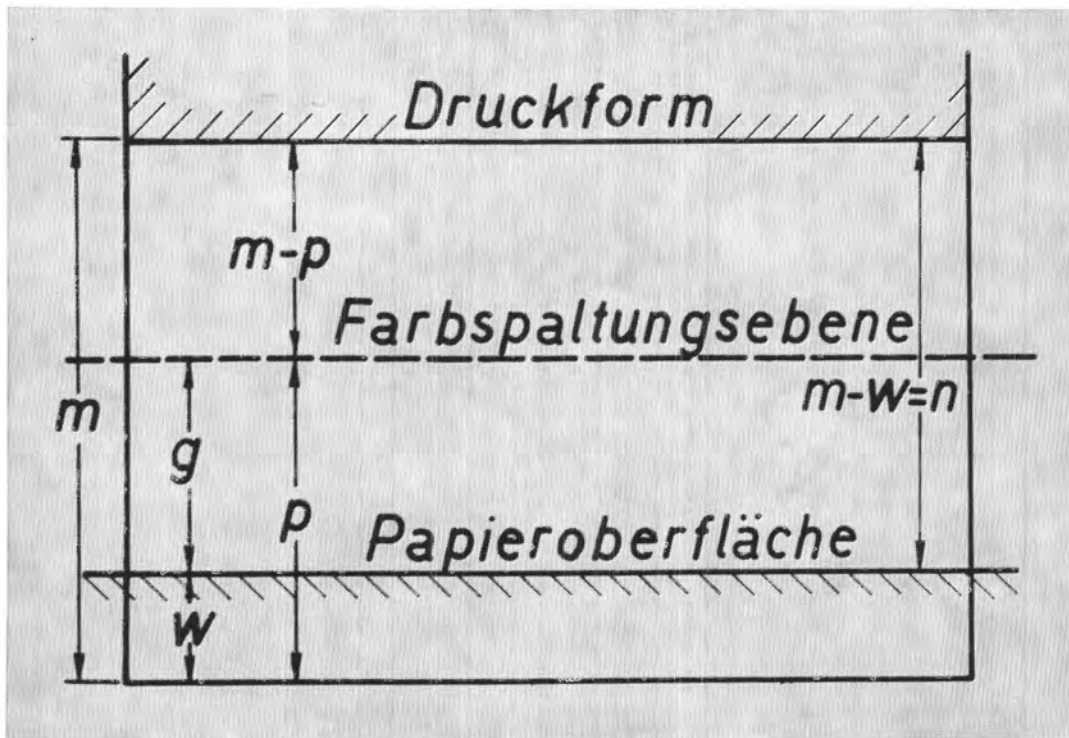 Druckform
m-p
Farbspaltungsebene
m
m-w=n
g
p
Papieroberfläche
w